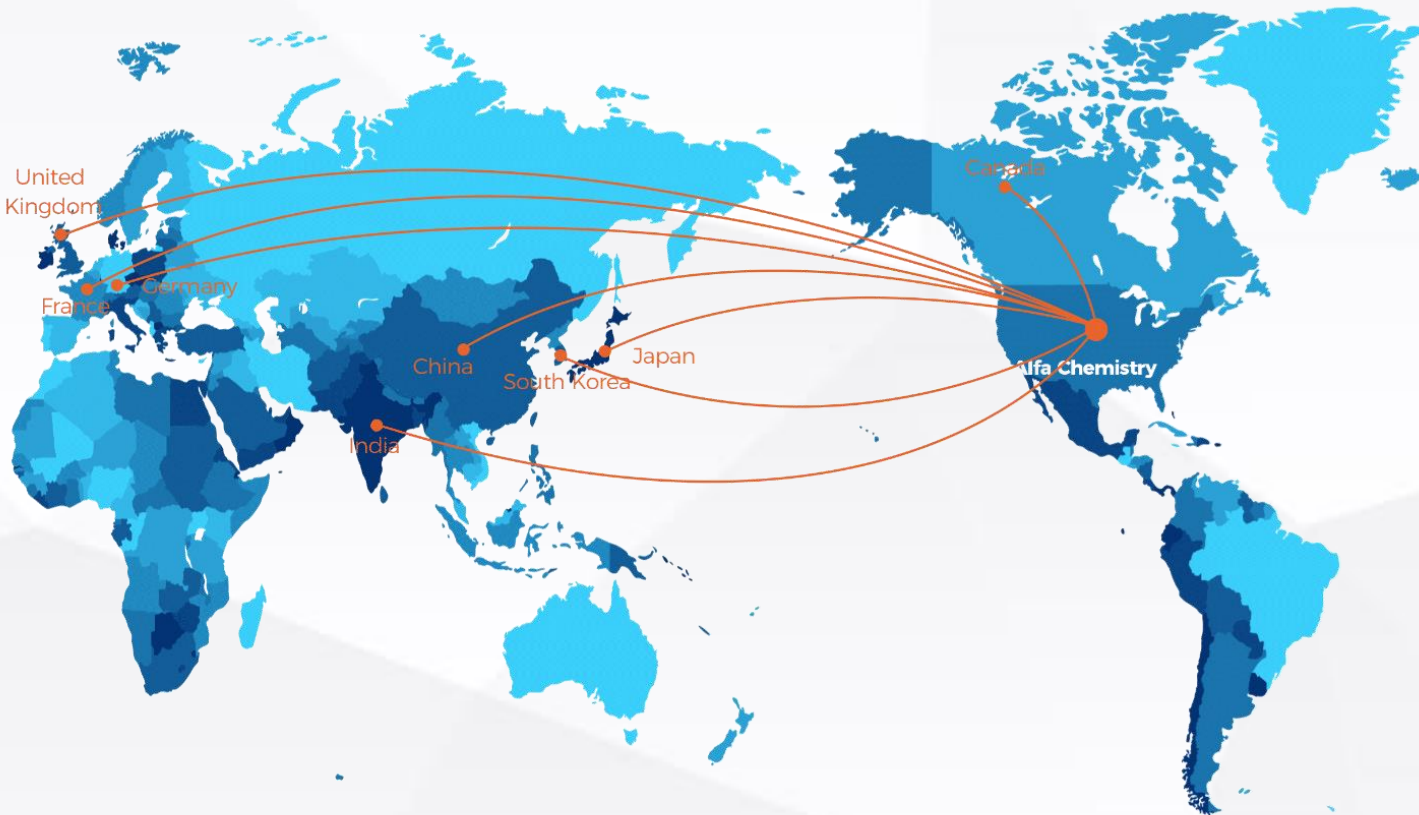 United
Kingdom
Canada
France
Germany
China
South Korea
Japan
Alfa Chemistry
India